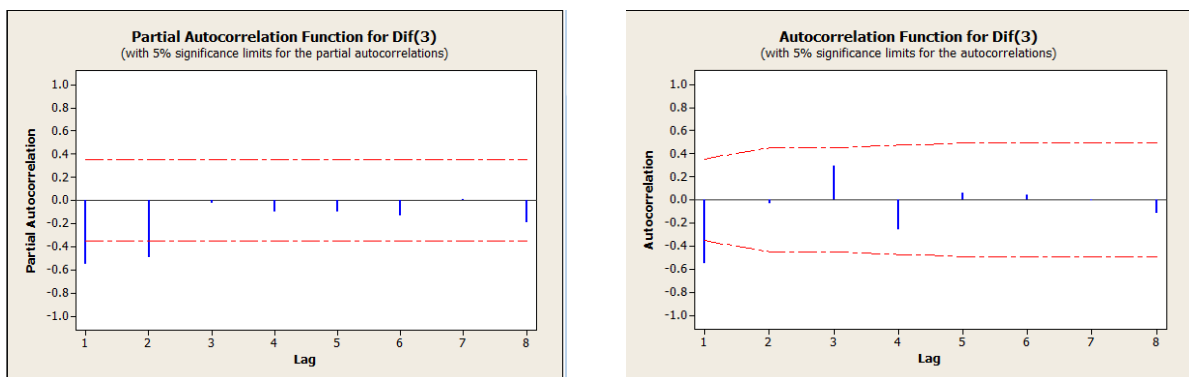 Partial Autocorrelation Function for Dif(3)
(with 5% significance limits for the partial autocorrelations)
1.0
0.8
0.6
0.4
0.2
0.0
-0.2
-0.4
-0.6
-0.8
-1.0
Partial Autocorrelation
1 2 3 4 5 6 7 8
Lag
Autocorrelation Function for Dif(3)
(with 5% significance limits for the autocorrelations)
1.0
0.8
0.6
0.4
0.2
0.0
-0.2
-0.4
-0.6
-0.8
-1.0
Autocorrelation
1 2 3 4 5 6 7 8
Lag